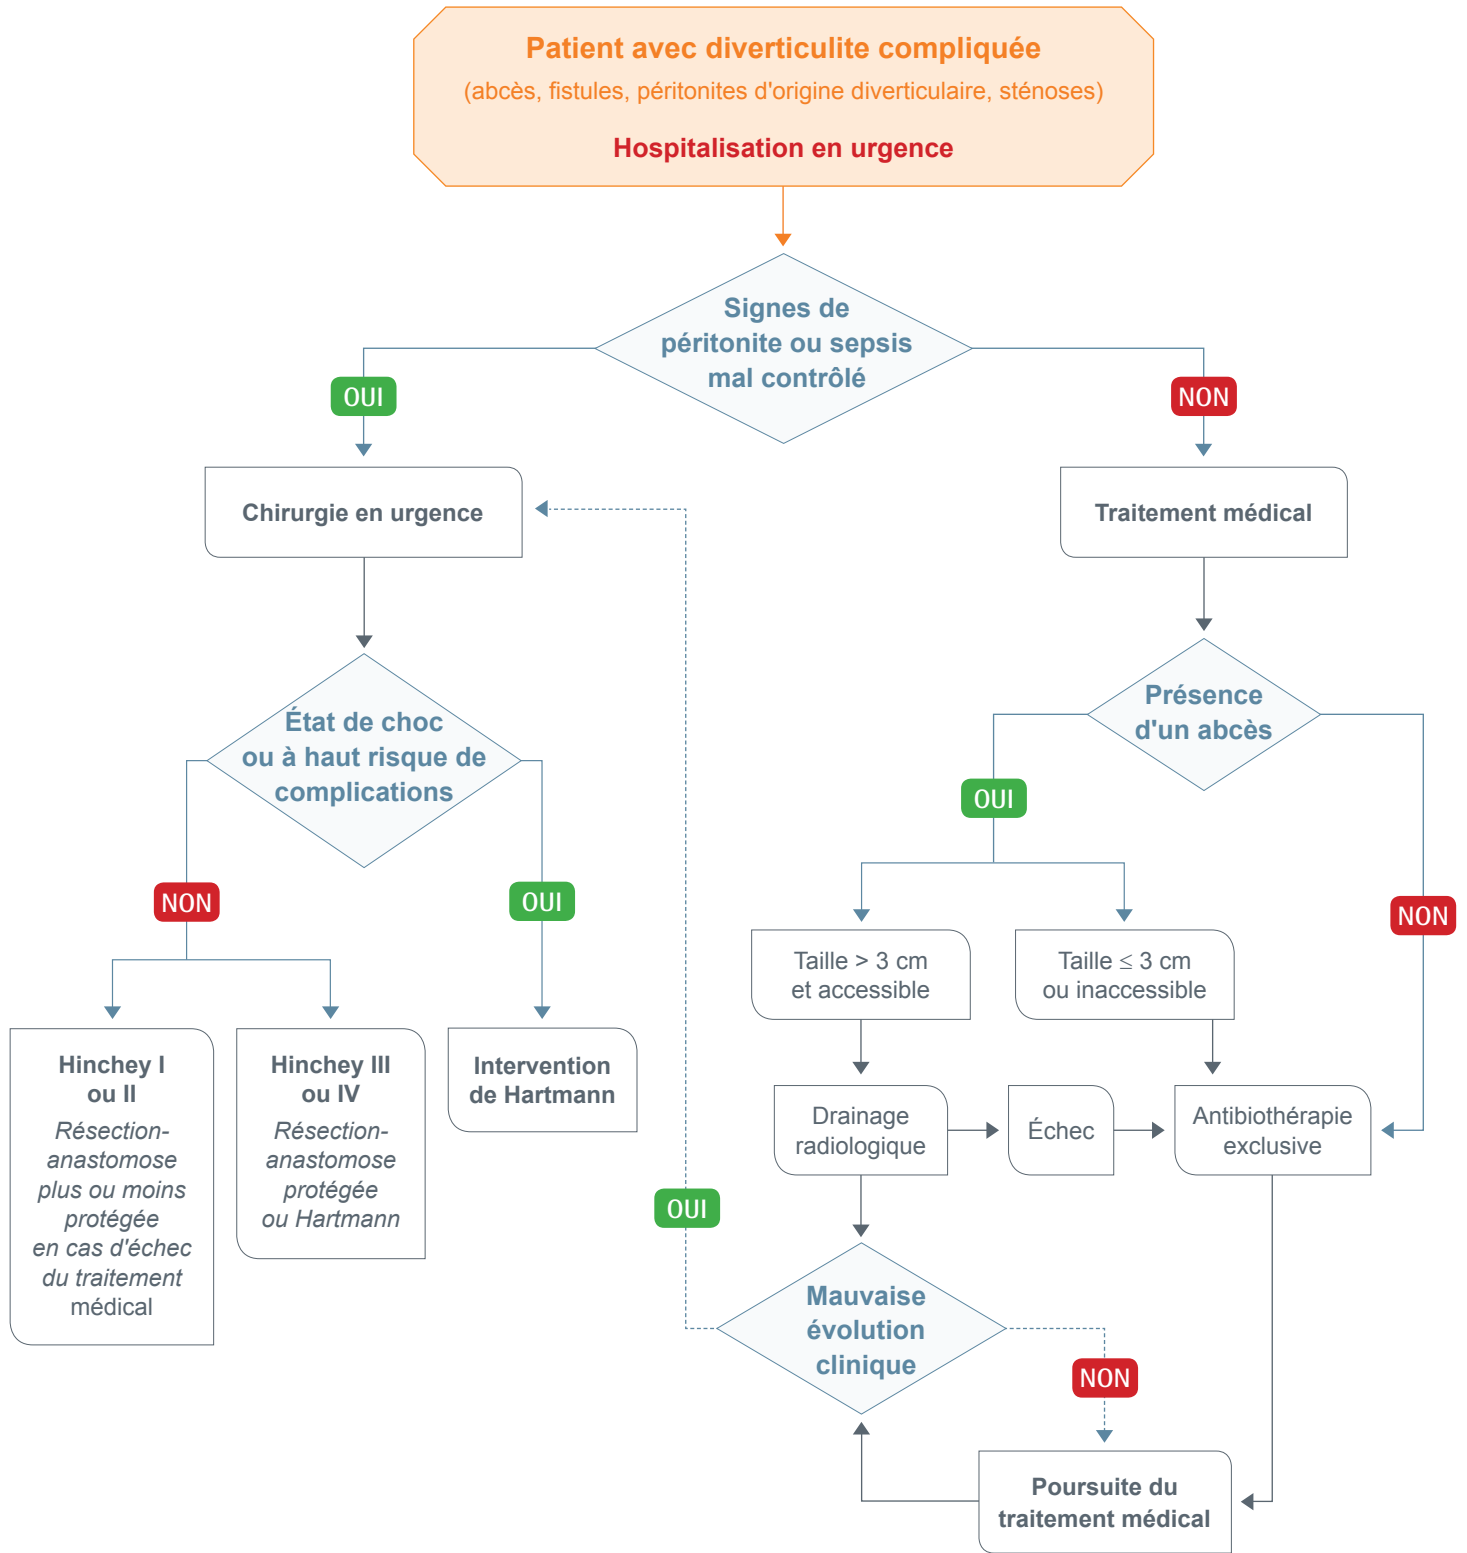 Patient avec diverticulite compliquée
(abcès, fistules, péritonites d'origine diverticulaire, sténoses)
Hospitalisation en urgence
Signes de
péritonite ou sepsis
mal contrôlé
OUI
NON
Chirurgie en urgence
Traitement médical
État de choc
ou à haut risque de
complications
Présence
d'un abcès
OUI
NON
OUI
NON
Taille > 3 cm
et accessible
Taille ≤ 3 cm
ou inaccessible
Hinchey I
ou II
Résection-
anastomose
plus ou moins
protégée
en cas d'échec
du traitement
médical
Hinchey III
ou IV
Résection-
anastomose
protégée
ou Hartmann
Intervention
de Hartmann
Drainage
radiologique
Échec
Antibiothérapie
exclusive
OUI
Mauvaise
évolution
clinique
NON
Poursuite du
traitement médical